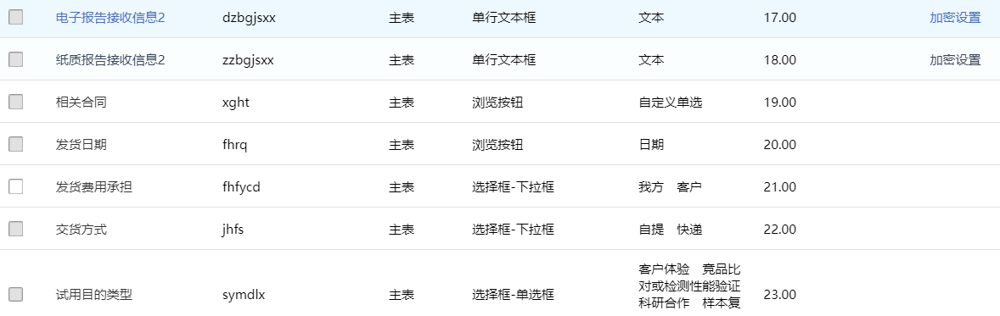 电子报告接收信息2 dzbgjsxx 主表 单行文本框 文本 17.00 加密设置
纸质报告接收信息2 zzbgjsxx 主表 单行文本框 文本 18.00 加密设置
相关合同 xght 主表 浏览按钮 自定义单选 19.00
发货日期 fhrq 主表 浏览按钮 日期 20.00
发货费用承担 fhfycd 主表 选择框-下拉框 我方 客户 21.00
交货方式 jhfs 主表 选择框-下拉框 自提 快递 22.00
试用目的类型 symdlx 主表 选择框-单选框 23.00
客户体验 竞品比
对或检测性能验证
科研合作 样本复